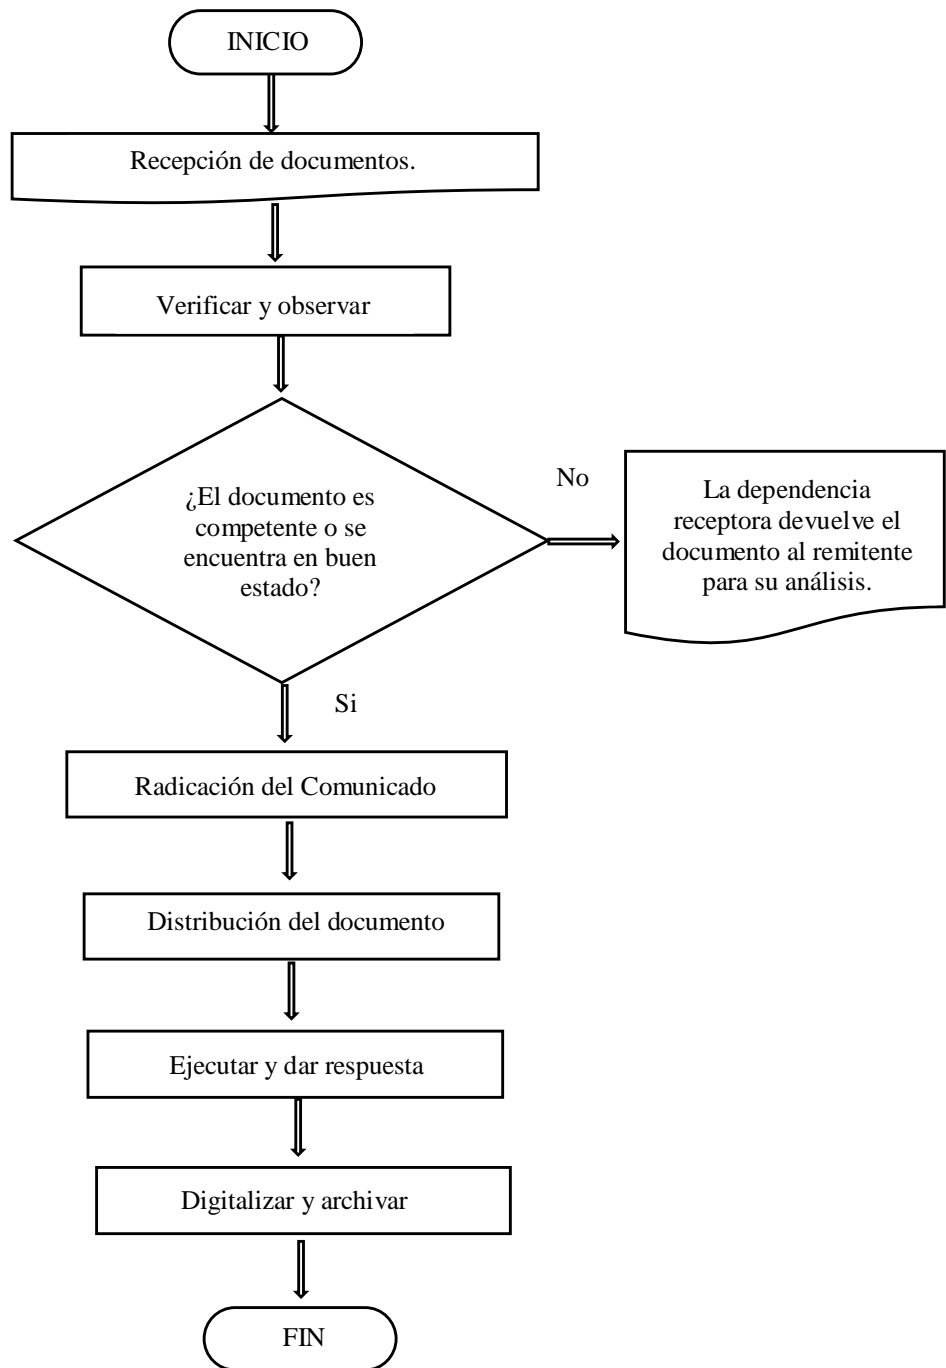 INICIO
Recepción de documentos.
Verificar y observar
¿El documento es
competente o se
encuentra en buen
estado?
No
La dependencia
receptora devuelve el
documento al remitente
para su análisis.
Si
Radicación del Comunicado
Distribución del documento
Ejecutar y dar respuesta
Digitalizar y archivar
FIN